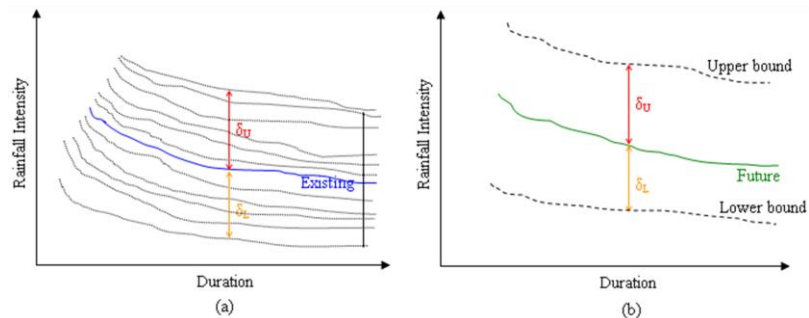 Rainfall Intensity
δU
Existing
δL
Duration
(a)
Rainfall Intensity
Upper bound
δU
Future
δL
Lower bound
Duration
(b)